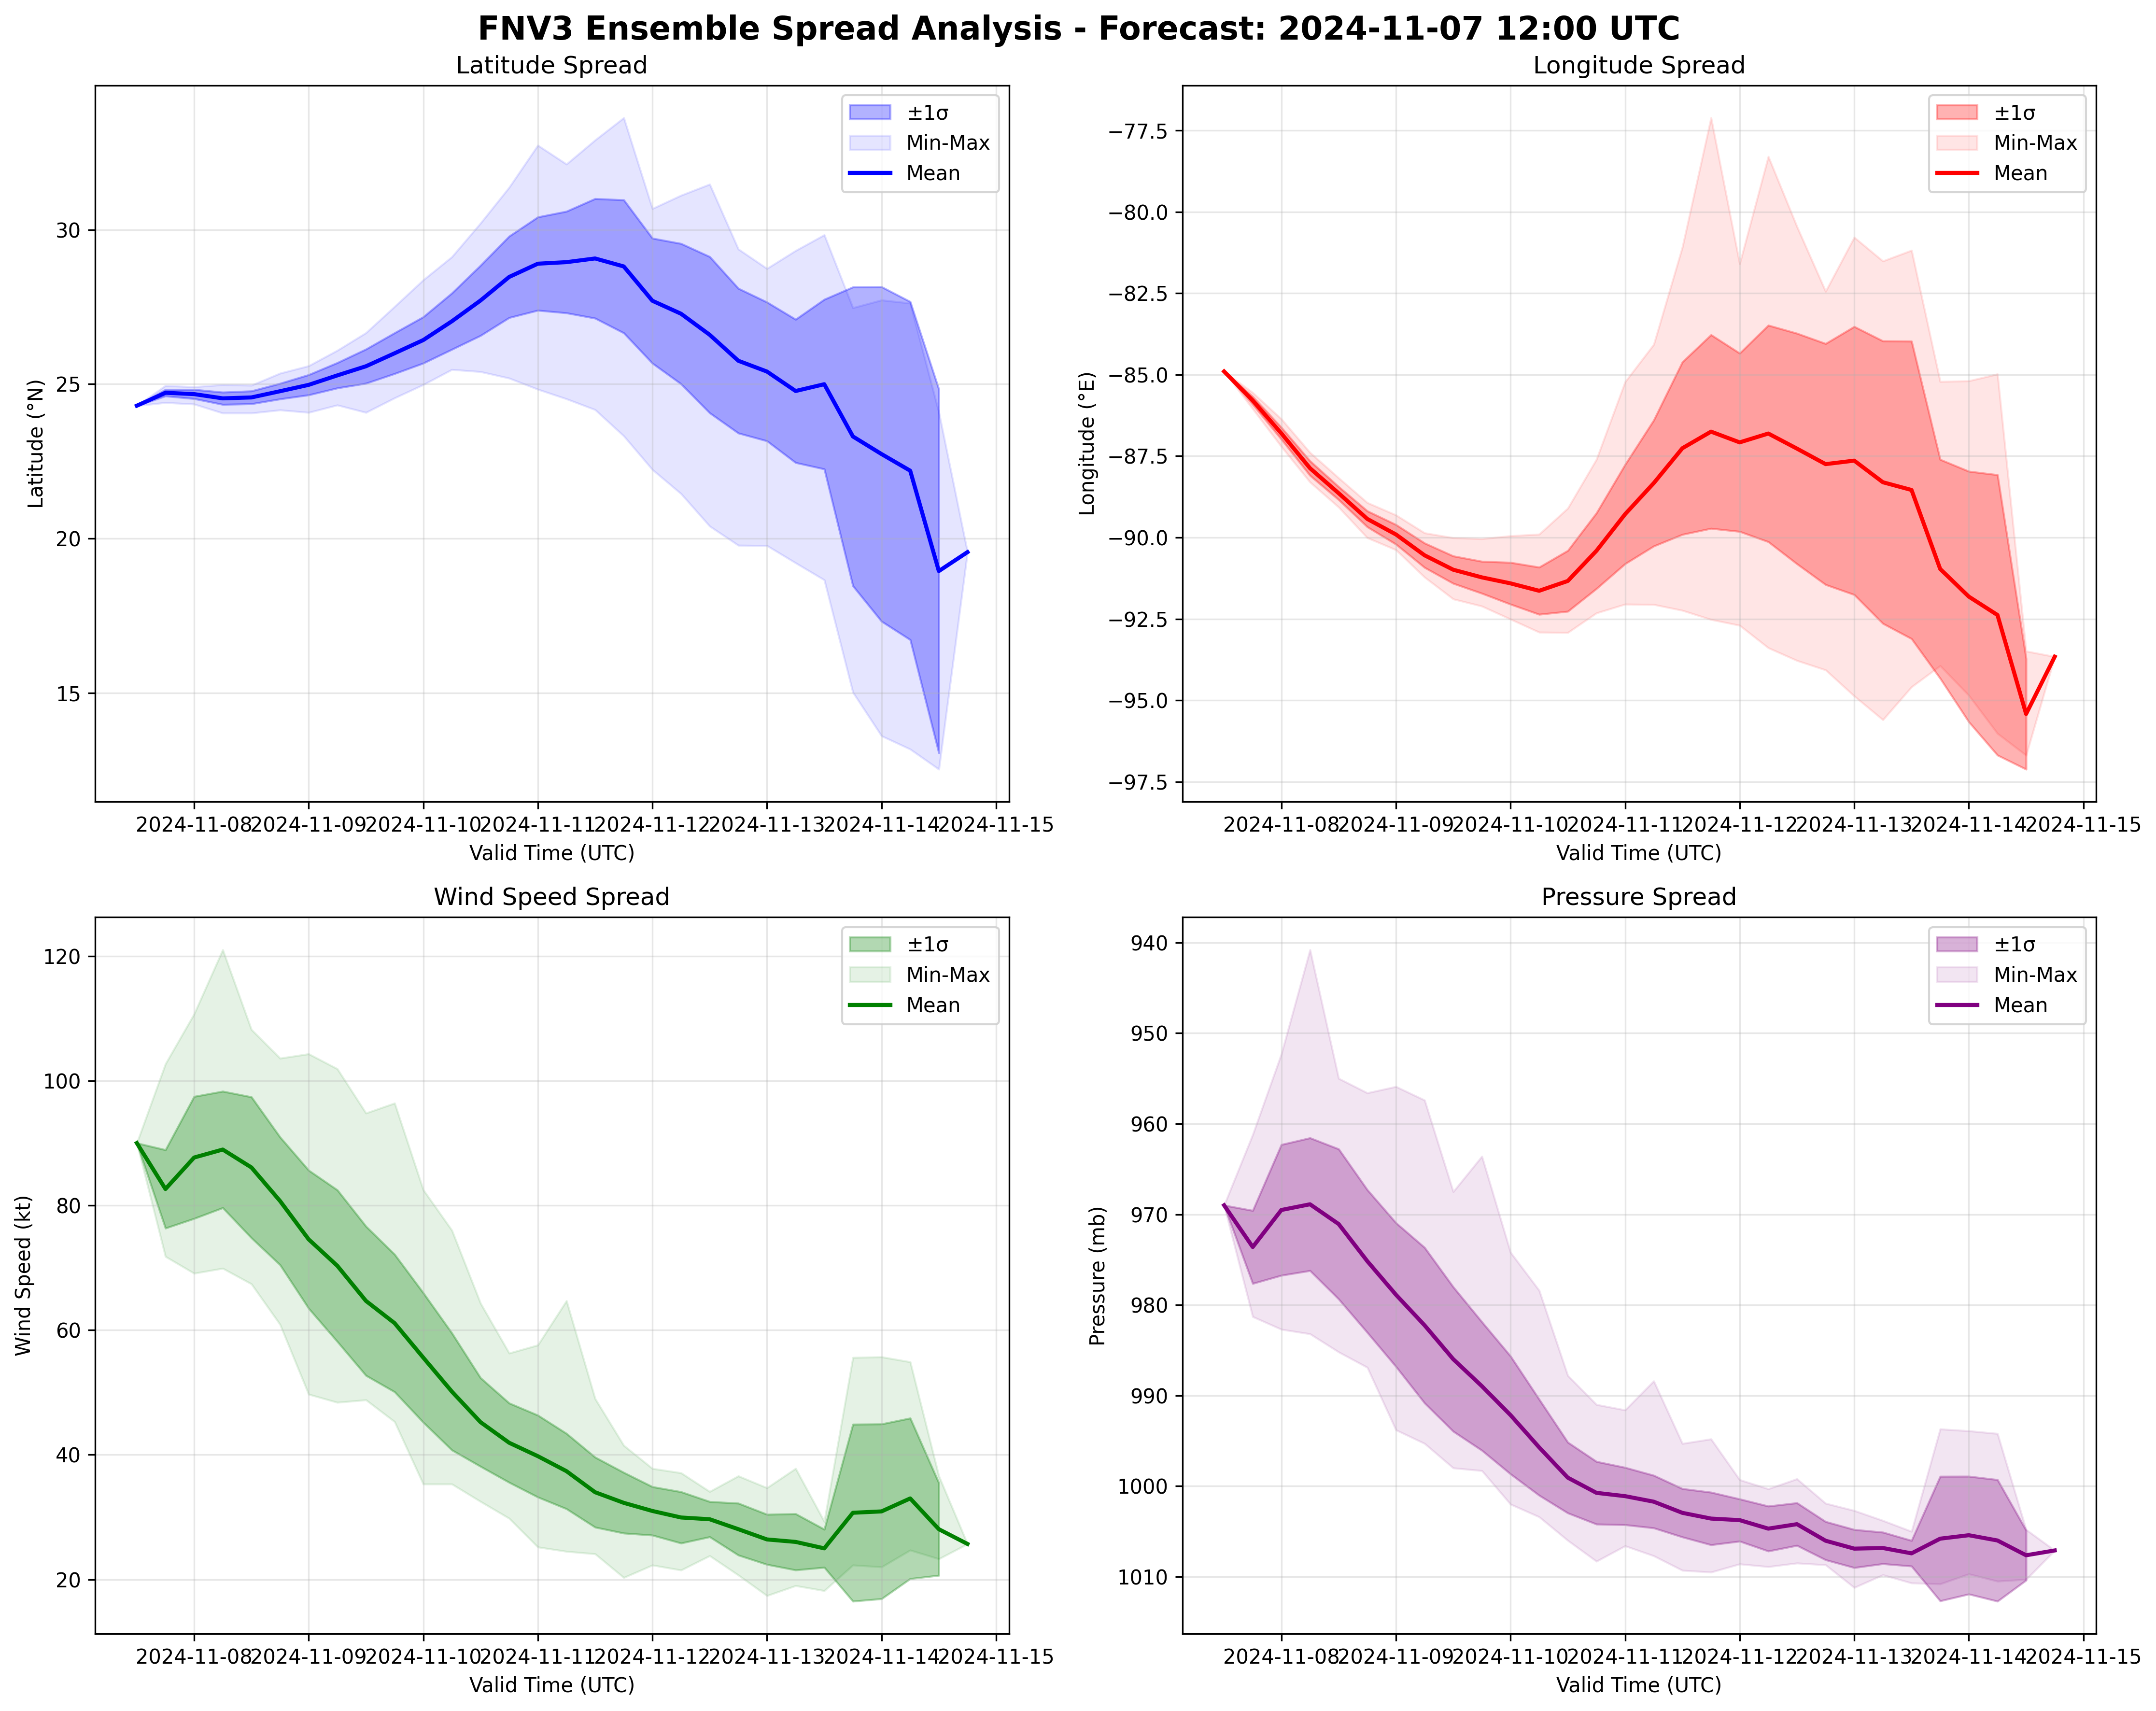 FNV3 Ensemble Spread Analysis - Forecast: 2024-11-07 12:00 UTC
Latitude Spread
±1σ
Min-Max
Mean
30
25
20
15
Latitude (°N)
2024-11-08 2024-11-09 2024-11-10 2024-11-11 2024-11-12 2024-11-13 2024-11-14 2024-11-15
Valid Time (UTC)
Longitude Spread
±1σ
Min-Max
Mean
−77.5
−80.0
−82.5
−85.0
−87.5
−90.0
−92.5
−95.0
−97.5
Longitude (°E)
2024-11-08 2024-11-09 2024-11-10 2024-11-11 2024-11-12 2024-11-13 2024-11-14 2024-11-15
Valid Time (UTC)
Wind Speed Spread
±1σ
Min-Max
Mean
120
100
80
60
40
20
Wind Speed (kt)
2024-11-08 2024-11-09 2024-11-10 2024-11-11 2024-11-12 2024-11-13 2024-11-14 2024-11-15
Valid Time (UTC)
Pressure Spread
±1σ
Min-Max
Mean
940
950
960
970
980
990
1000
1010
Pressure (mb)
2024-11-08 2024-11-09 2024-11-10 2024-11-11 2024-11-12 2024-11-13 2024-11-14 2024-11-15
Valid Time (UTC)